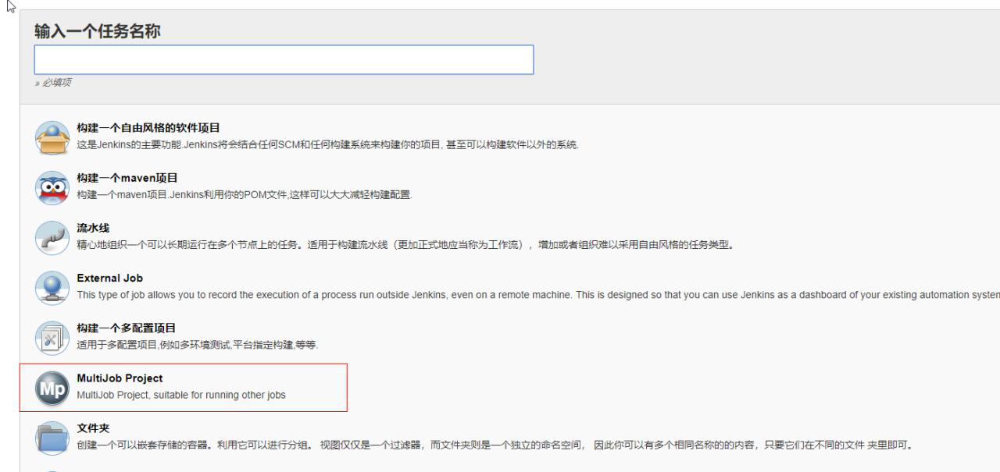 输入一个任务名称
» 必填项
构建一个自由风格的软件项目
这是Jenkins的主要功能.Jenkins将会结合任何SCM和任何构建系统来构建你的项目, 甚至可以构建软件以外的系统.
构建一个maven项目
构建一个maven项目.Jenkins利用你的POM文件,这样可以大大减轻构建配置.
流水线
精心地组织一个可以长期运行在多个节点上的任务。适用于构建流水线（更加正式地应当称为工作流），增加或者组织难以采用自由风格的任务类型。
External Job
This type of job allows you to record the execution of a process run outside Jenkins, even on a remote machine. This is designed so that you can use Jenkins as a dashboard of your existing automation system
构建一个多配置项目
适用于多配置项目,例如多环境测试,平台指定构建,等等.
Mp
MultiJob Project
MultiJob Project, suitable for running other jobs
文件夹
创建一个可以嵌套存储的容器。利用它可以进行分组。 视图仅仅是一个过滤器，而文件夹则是一个独立的命名空间， 因此你可以有多个相同名称的的内容，只要它们在不同的文件 夹里即可。